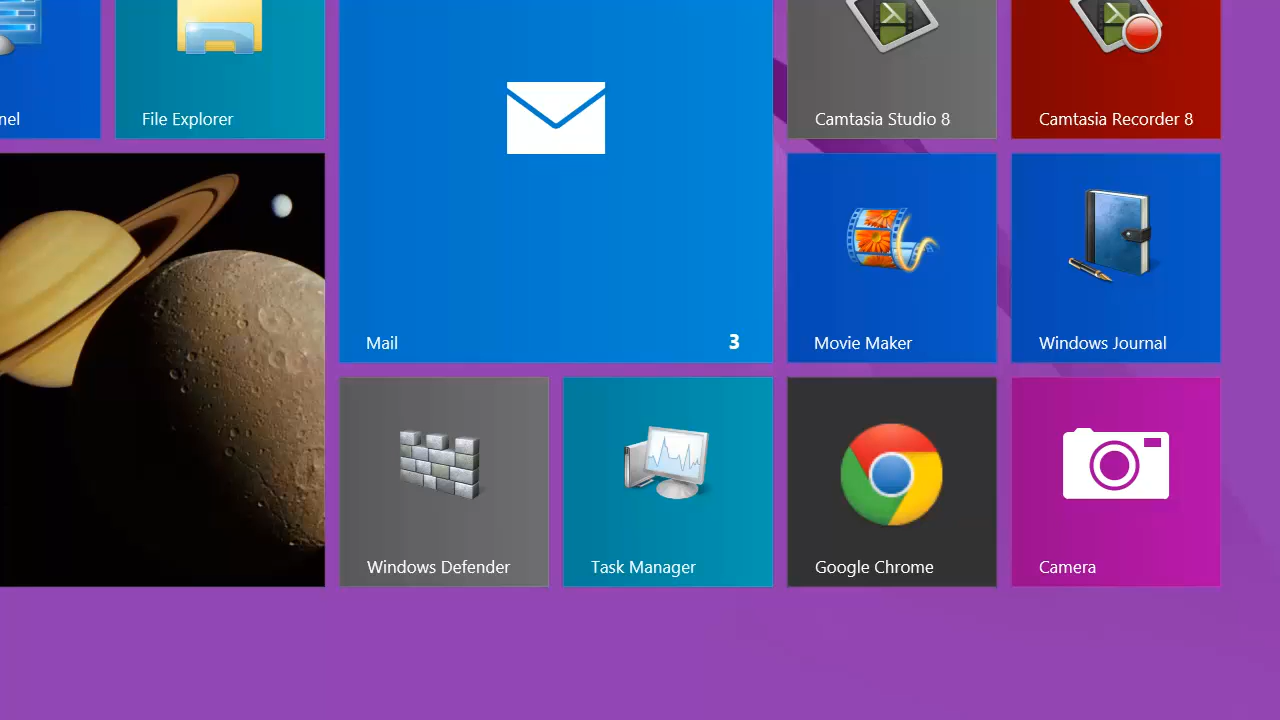 nel
File Explorer
Camtasia Studio 8
Camtasia Recorder 8
Mail
3
Movie Maker
Windows Journal
Windows Defender
Task Manager
Google Chrome
Camera